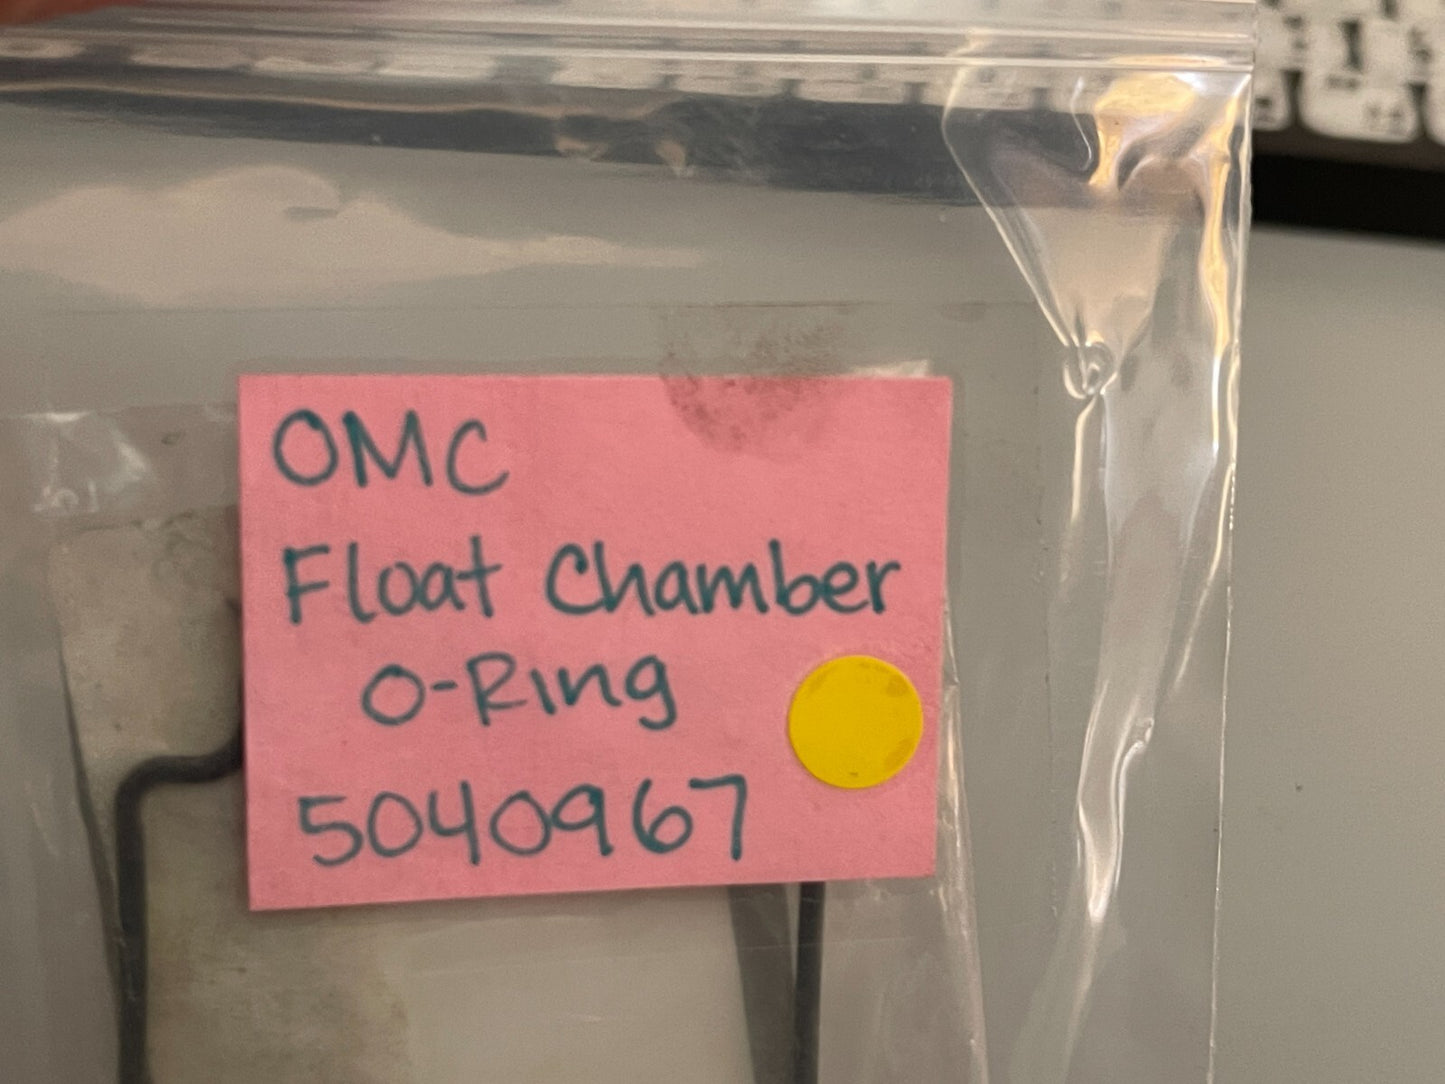 OMC
Float Chamber
O-Ring
5040967